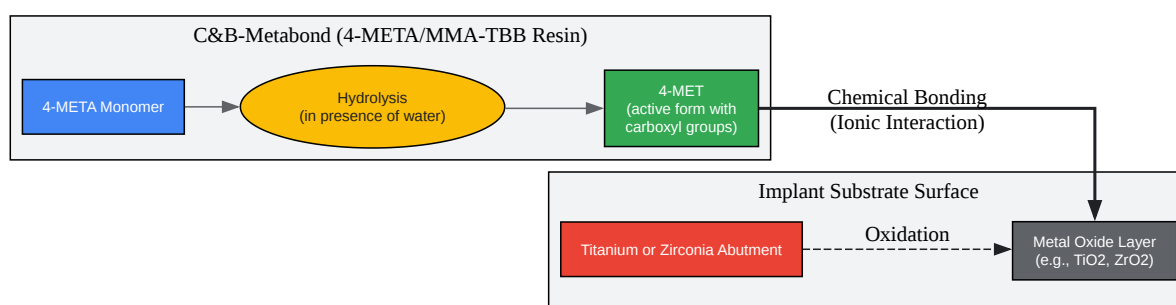 C&B-Metabond (4-META/MMA-TBB Resin)
4-META Monomer
Hydrolysis
(in presence of water)
4-MET
(active form with
carboxyl groups)
Chemical Bonding
(Ionic Interaction)
Implant Substrate Surface
Titanium or Zirconia Abutment
Oxidation
Metal Oxide Layer
(e.g., TiO2, ZrO2)